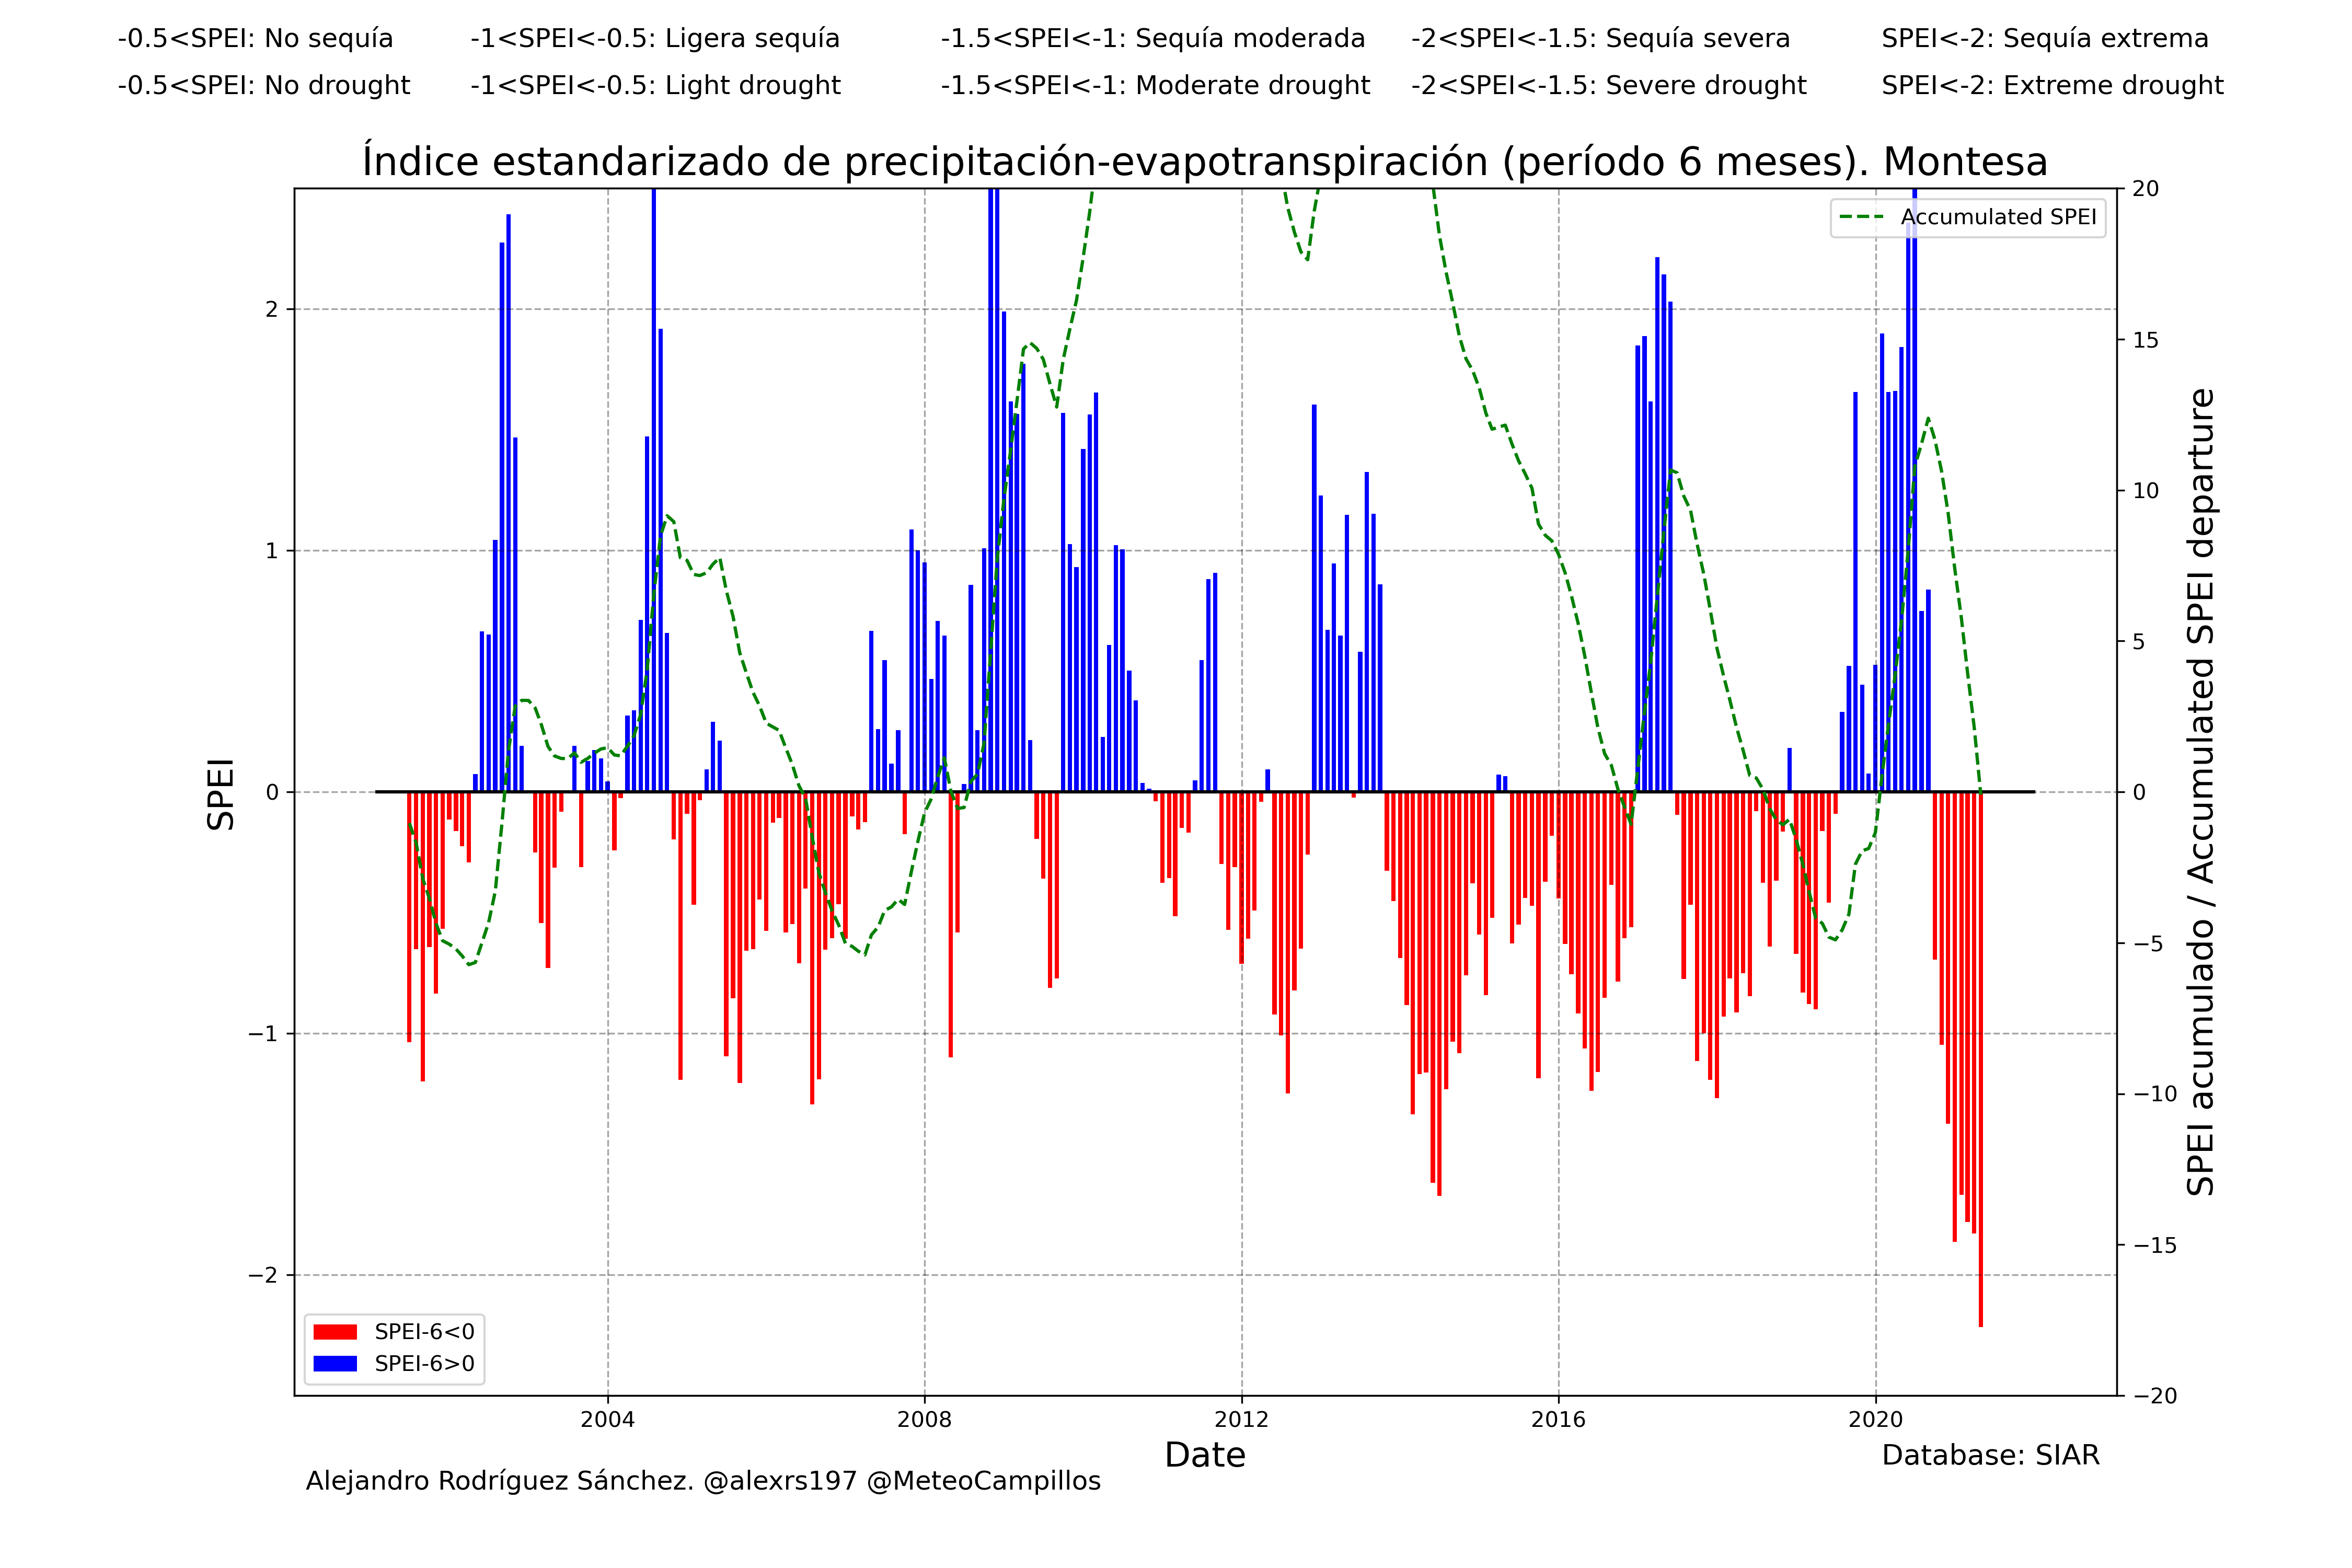 -0.5<SPEI: No sequía -1<SPEI<-0.5: Ligera sequía -1.5<SPEI<-1: Sequía moderada -2<SPEI<-1.5: Sequía severa SPEI<-2: Sequía extrema
-0.5<SPEI: No drought -1<SPEI<-0.5: Light drought -1.5<SPEI<-1: Moderate drought -2<SPEI<-1.5: Severe drought SPEI<-2: Extreme drought
Índice estandarizado de precipitación-evapotranspiración (período 6 meses). Montesa
Accumulated SPEI
SPEI
2
1
0
−1
−2
20
15
10
5
0
−5
−10
−15
−20
SPEI acumulado / Accumulated SPEI departure
SPEI-6<0
SPEI-6>0
2004 2008 2012 2016 2020
Date
Database: SIAR
Alejandro Rodríguez Sánchez. @alexrs197 @MeteoCampillos